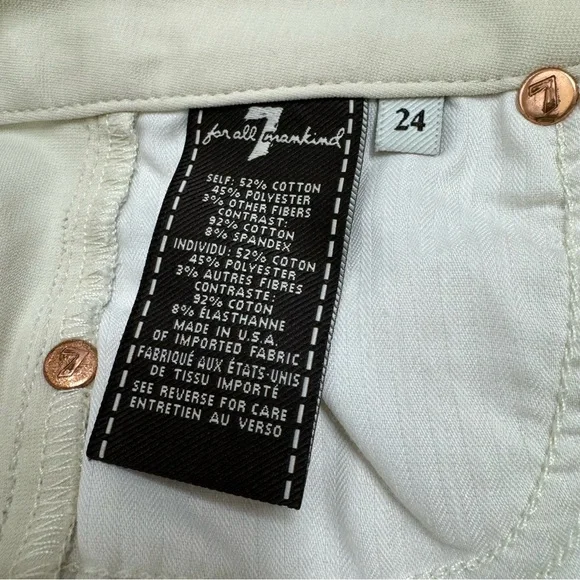 7
for all mankind
24
SELF: 52% COTTON
45% POLYESTER
3% OTHER FIBERS
CONTRAST:
92% COTTON
8% SPANDEX
INDIVIDU: 52% COTON
45% POLYESTER
3% AUTRES FIBRES
CONTRASTE:
92% COTON
8% ÉLASTHANNE
MADE IN U.S.A.
OF IMPORTED FABRIC
FABRIQUÉ AUX ÉTATS-UNIS
DE TISSU IMPORTÉ
SEE REVERSE FOR CARE
ENTRETIEN AU VERSO
7
7